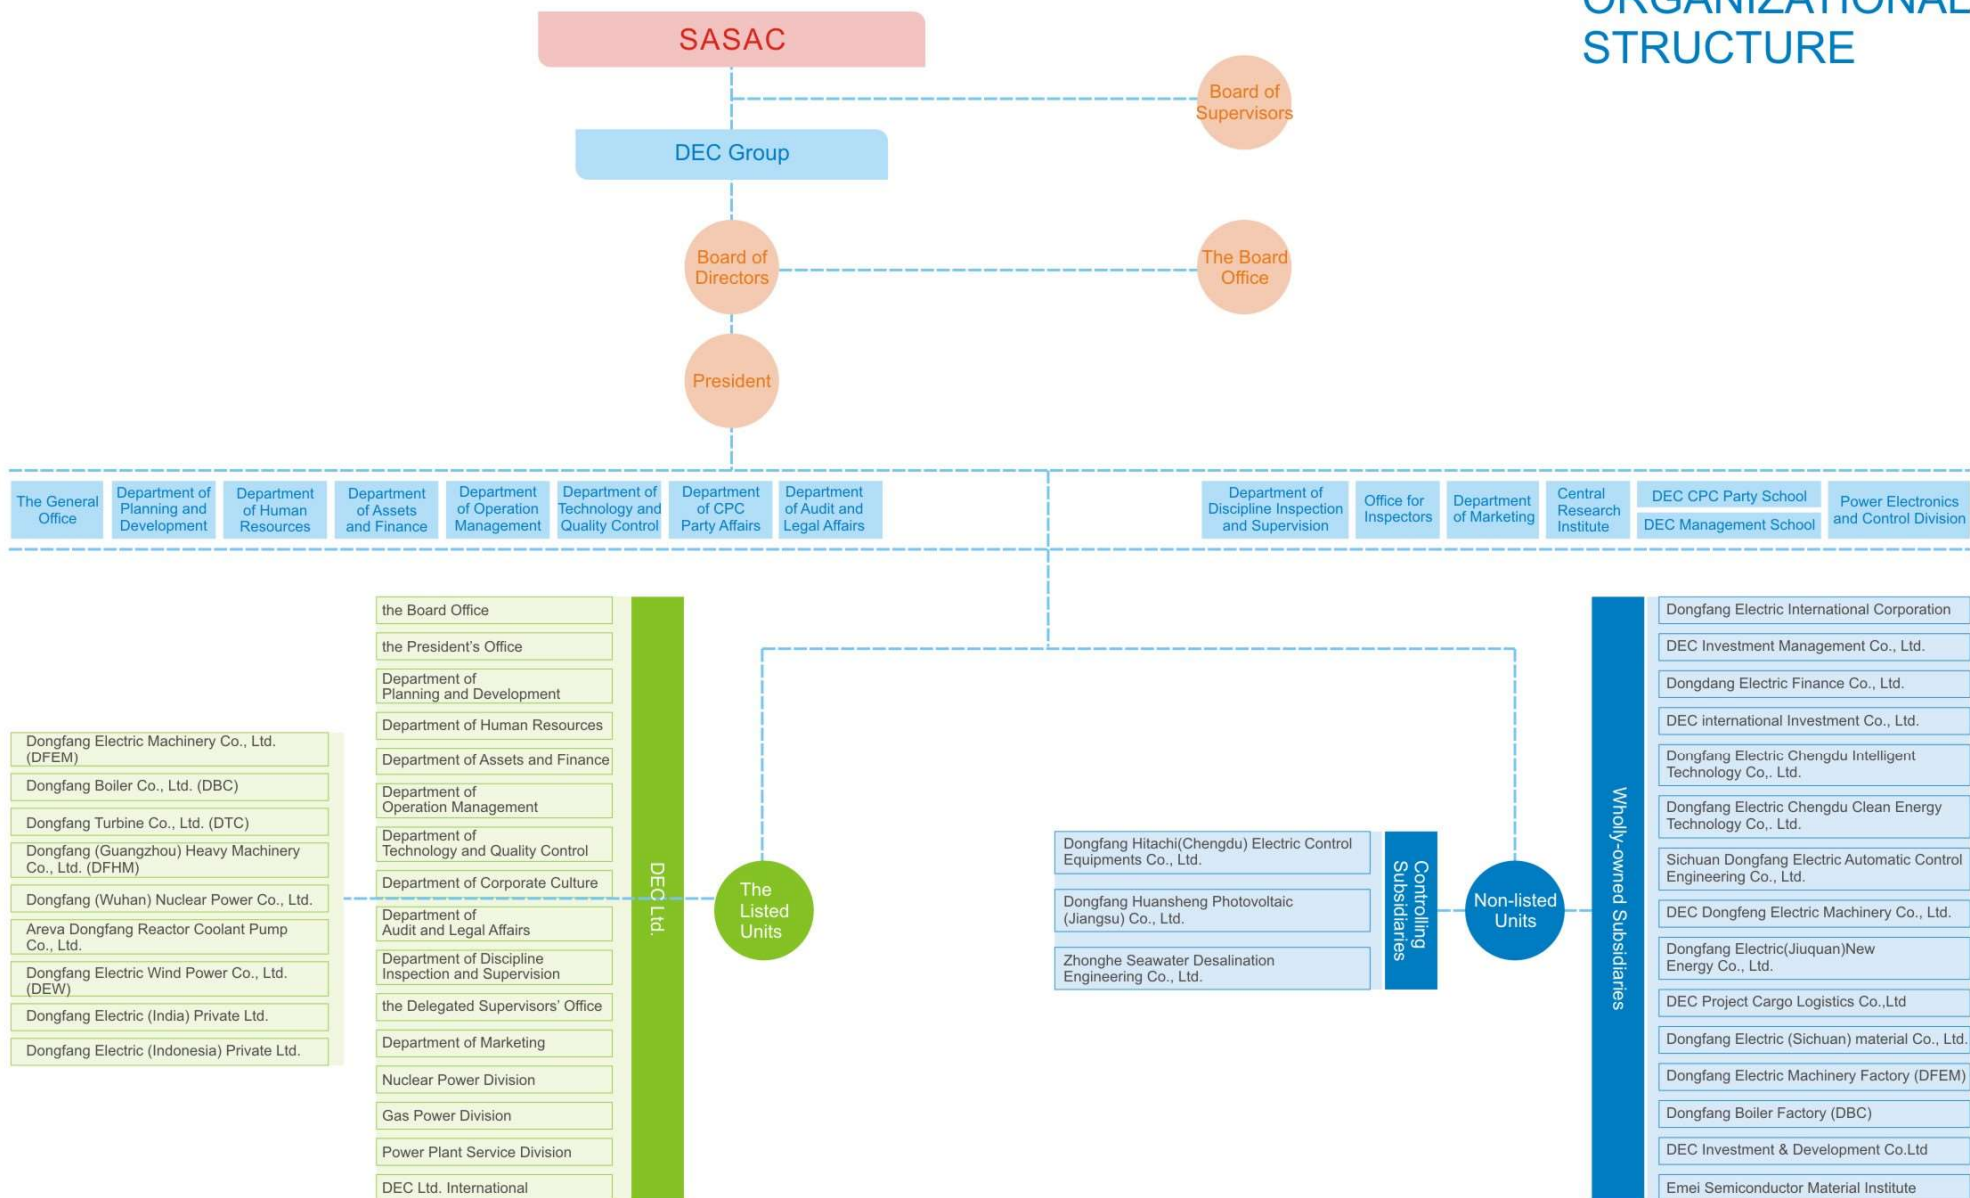 ORGANIZATIONAL
STRUCTURE
SASAC
Board of
Supervisors
DEC Group
Board of
Directors
The Board
Office
President
The General
Office
Department of
Planning and
Development
Department
of Human
Resources
Department
of Assets
and Finance
Department
of Operation
Management
Department of
Technology and
Quality Control
Department
of CPC
Party Affairs
Department
of Audit and
Legal Affairs
Department of
Discipline Inspection
and Supervision
Office for
Inspectors
Department
of Marketing
Central
Research
Institute
DEC CPC Party School
DEC Management School
Power Electronics
and Control Division
Dongfang Electric Machinery Co., Ltd.
(DFEM)
Dongfang Boiler Co., Ltd. (DBC)
Dongfang Turbine Co., Ltd. (DTC)
Dongfang (Guangzhou) Heavy Machinery
Co., Ltd. (DFHM)
Dongfang (Wuhan) Nuclear Power Co., Ltd.
Areva Dongfang Reactor Coolant Pump
Co., Ltd.
Dongfang Electric Wind Power Co., Ltd.
(DEW)
Dongfang Electric (India) Private Ltd.
Dongfang Electric (Indonesia) Private Ltd.
the Board Office
the President's Office
Department of
Planning and Development
Department of Human Resources
Department of Assets and Finance
Department of
Operation Management
Department of
Technology and Quality Control
Department of Corporate Culture
Department of
Audit and Legal Affairs
Department of Discipline
Inspection and Supervision
the Delegated Supervisors' Office
Department of Marketing
Nuclear Power Division
Gas Power Division
Power Plant Service Division
DEC Ltd. International
DEC Ltd.
The
Listed
Units
Dongfang Hitachi(Chengdu) Electric Control
Equipments Co., Ltd.
Dongfang Huansheng Photovoltaic
(Jiangsu) Co., Ltd.
Zhonghe Seawater Desalination
Engineering Co., Ltd.
Controlling
Subsidiaries
Non-listed
Units
Wholly-owned Subsidiaries
Dongfang Electric International Corporation
DEC Investment Management Co., Ltd.
Dongdang Electric Finance Co., Ltd.
DEC international Investment Co., Ltd.
Dongfang Electric Chengdu Intelligent
Technology Co,. Ltd.
Dongfang Electric Chengdu Clean Energy
Technology Co,. Ltd.
Sichuan Dongfang Electric Automatic Control
Engineering Co., Ltd.
DEC Dongfeng Electric Machinery Co., Ltd.
Dongfang Electric(Jiuquan)New
Energy Co., Ltd.
DEC Project Cargo Logistics Co.,Ltd
Dongfang Electric (Sichuan) material Co., Ltd.
Dongfang Electric Machinery Factory (DFEM)
Dongfang Boiler Factory (DBC)
DEC Investment & Development Co.Ltd
Emei Semiconductor Material Institute